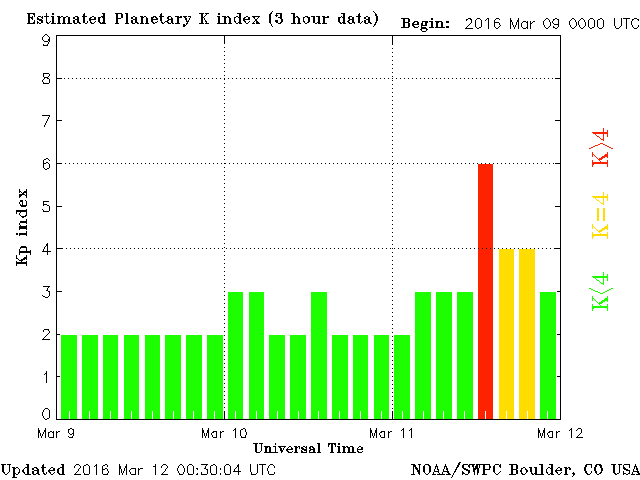 Estimated Planetary K index (3 hour data) Begin: 2016 Mar 09 0000 UTC
9
8
7
6
5
4
3
2
1
0
Kp index
K>4
K=4
K<4
Mar 9 Mar 10 Mar 11 Mar 12
Universal Time
Updated 2016 Mar 12 00:30:04 UTC NOAA/SWPC Boulder, CO USA